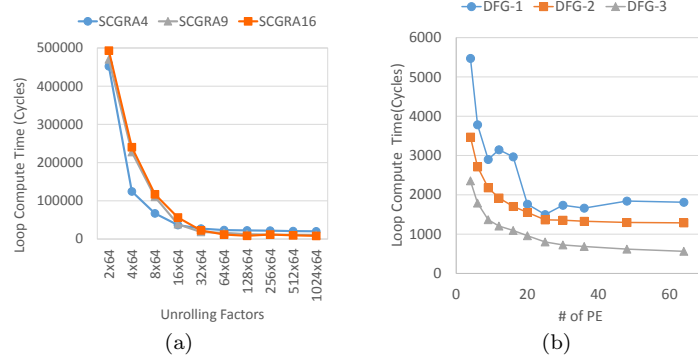 SCGRA4 SCGRA9 SCGRA16
500000
400000
300000
200000
100000
0
Loop Compute Time (Cycles)
2x64
4x64
8x64
16x64
32x64
64x64
128x64
256x64
512x64
1024x64
Unrolling Factors
(a)
DFG-1 DFG-2 DFG-3
6000
5000
4000
3000
2000
1000
0
Loop Compute Time(Cycles)
0 20 40 60
# of PE
(b)